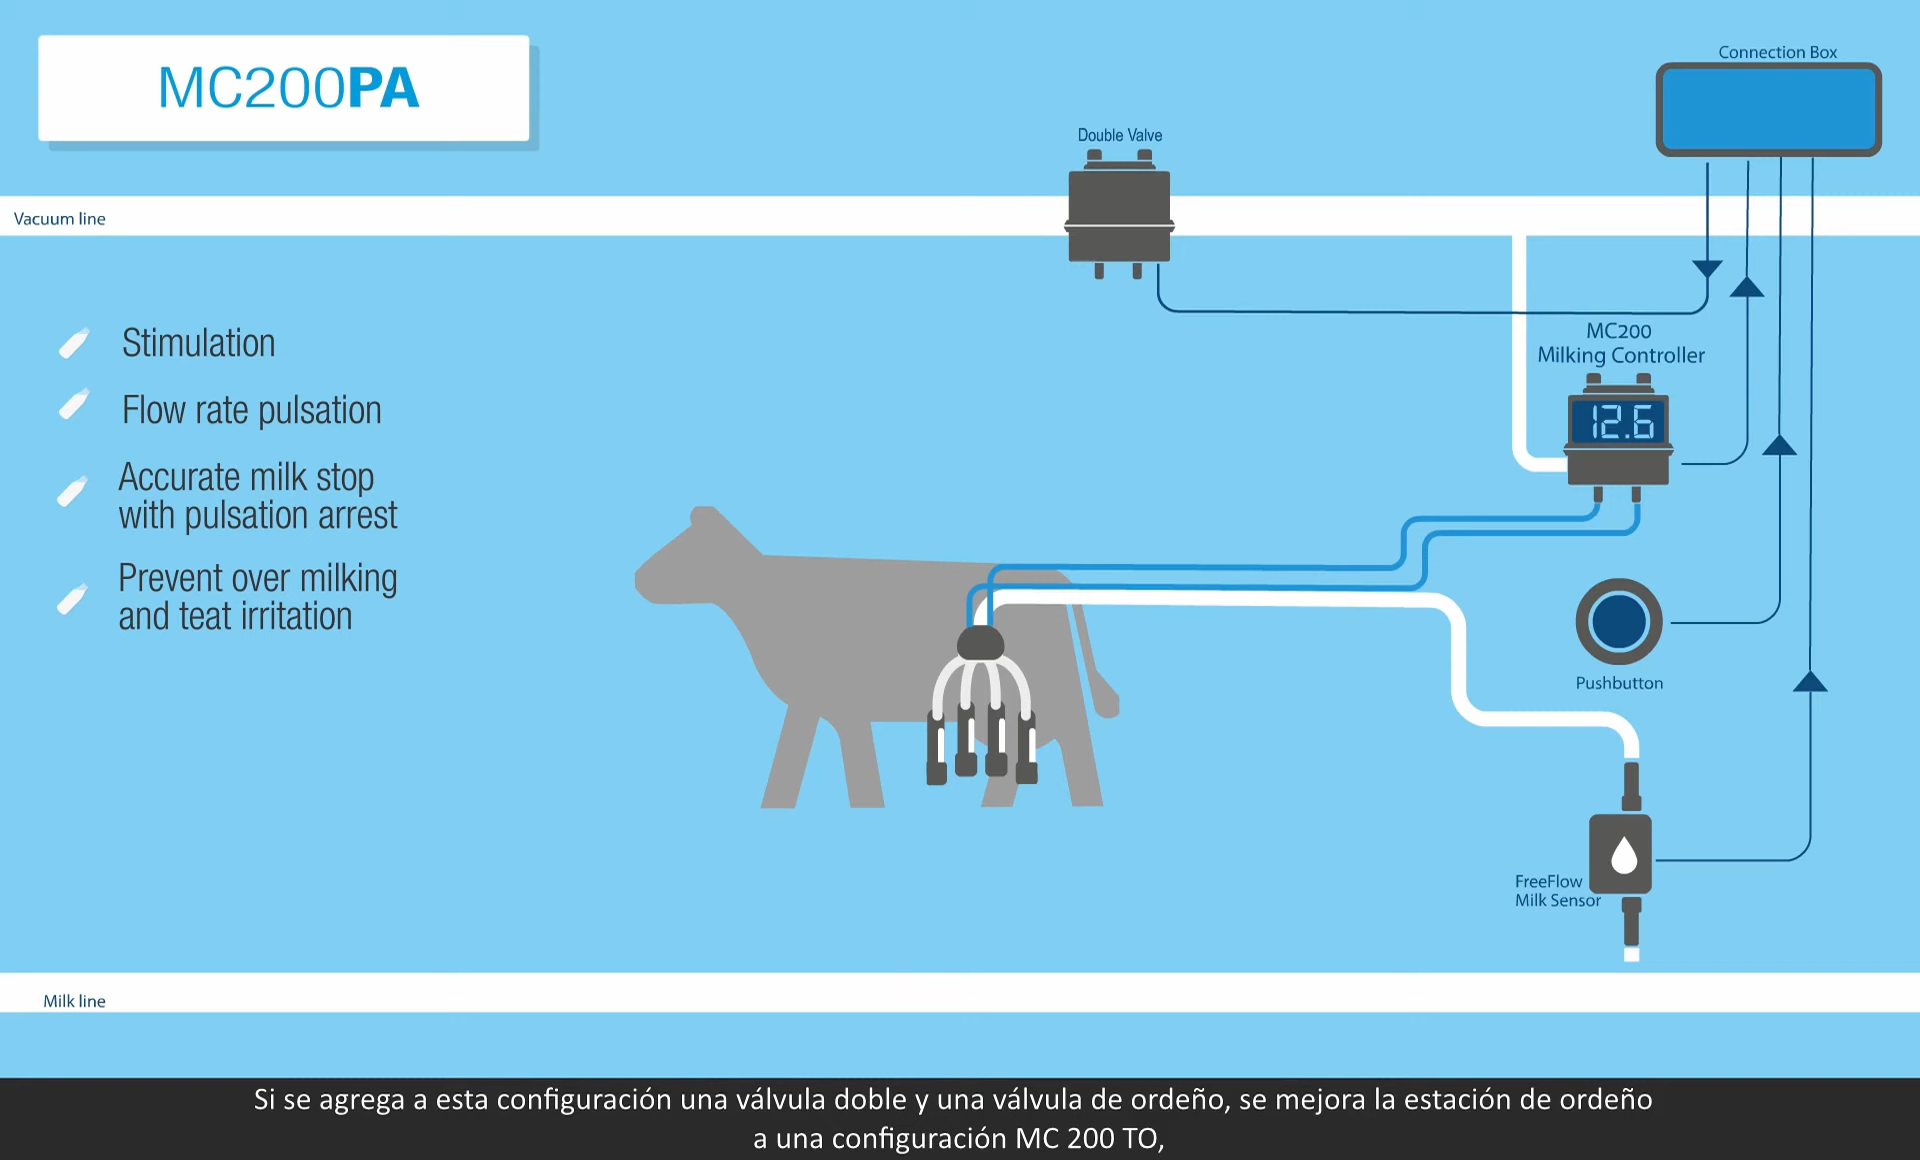 MC200PA
Connection Box
Double Valve
Vacuum line
MC200
Milking Controller
12.6
Stimulation
Flow rate pulsation
Accurate milk stop
with pulsation arrest
Prevent over milking
and teat irritation
Pushbutton
FreeFlow
Milk Sensor
Milk line
Si se agrega a esta configuración una válvula doble y una válvula de ordeño, se mejora la estación de ordeño
a una configuración MC 200 TO,